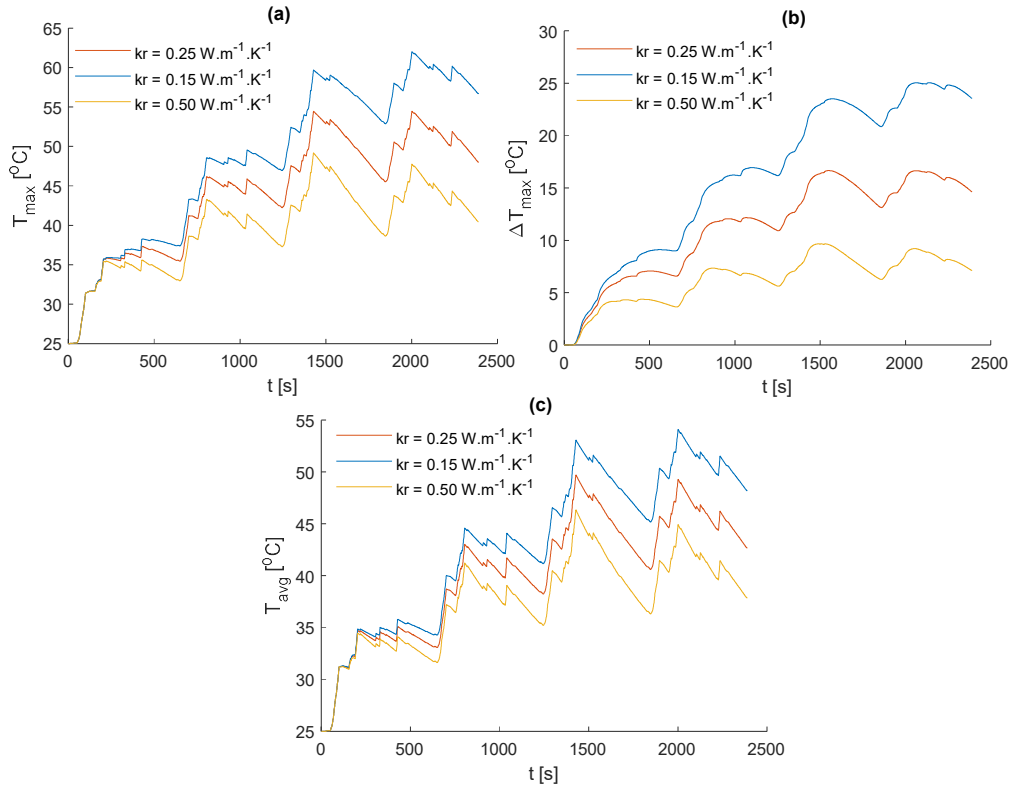 (a)
65
60
55
50
45
40
35
30
25
T_max [°C]
kr = 0.25 W.m⁻¹.K⁻¹
kr = 0.15 W.m⁻¹.K⁻¹
kr = 0.50 W.m⁻¹.K⁻¹
0 500 1000 1500 2000 2500
t [s]
(b)
30
25
20
15
10
5
0
Δ T_max [°C]
kr = 0.25 W.m⁻¹.K⁻¹
kr = 0.15 W.m⁻¹.K⁻¹
kr = 0.50 W.m⁻¹.K⁻¹
0 500 1000 1500 2000 2500
t [s]
(c)
55
50
45
40
35
30
25
T_avg [°C]
kr = 0.25 W.m⁻¹.K⁻¹
kr = 0.15 W.m⁻¹.K⁻¹
kr = 0.50 W.m⁻¹.K⁻¹
0 500 1000 1500 2000 2500
t [s]